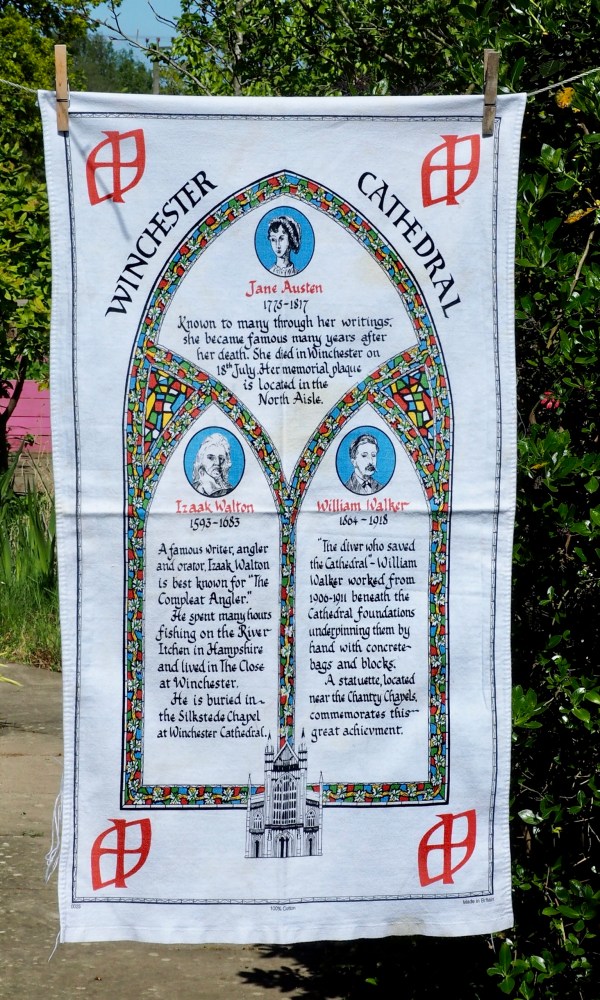 WINCHESTER CATHEDRAL
Jane Austen
1775-1817
Known to many through her writings,
she became famous many years after
her death. She died in Winchester on
18th July. Her memorial plaque
is located in the
North Aisle.
Izaak Walton
1593-1683
A famous writer, angler
and orator, Izaak Walton
is best known for "The
Compleat Angler."
He spent many hours
fishing on the River
Itchen in Hampshire
and lived in The Close
at Winchester.
He is buried in
the Silkstede Chapel
at Winchester Cathedral.
William Walker
1864-1918
"The diver who saved
the Cathedral" - William
Walker worked from
1906-1911 beneath the
Cathedral foundations
underpinning them by
hand with concrete-
bags and blocks.
A statuette, located
near the Chantry Chapels,
commemorates this
great achievment.
100% Cotton
Made in Britain